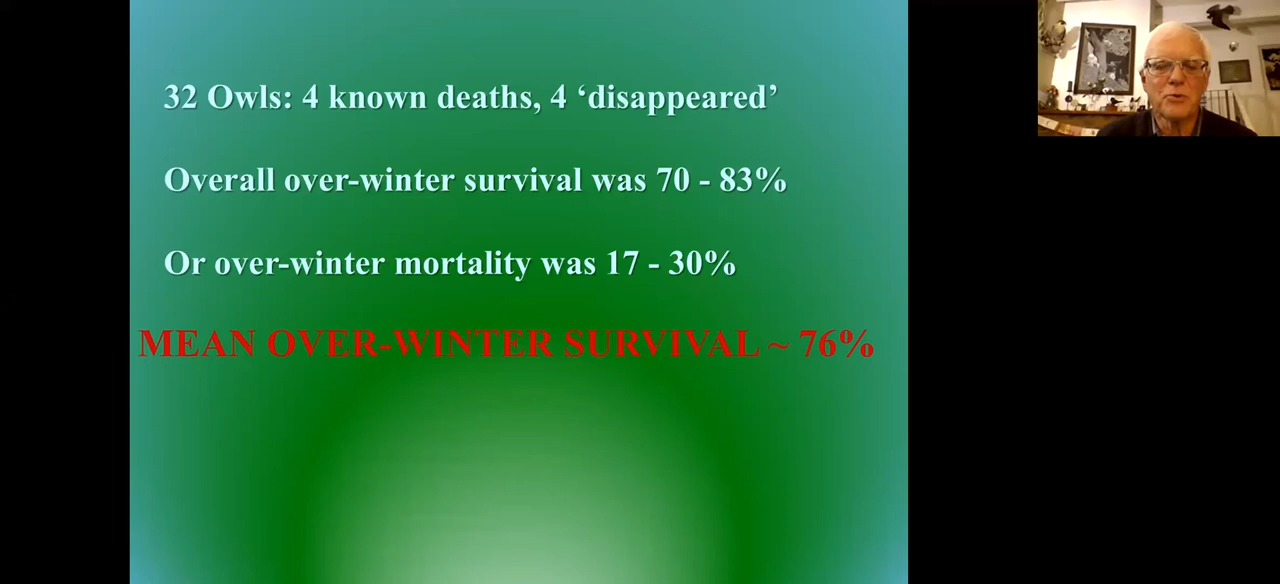 32 Owls: 4 known deaths, 4 ‘disappeared’
Overall over-winter survival was 70 - 83%
Or over-winter mortality was 17 - 30%
MEAN OVER-WINTER SURVIVAL ~ 76%